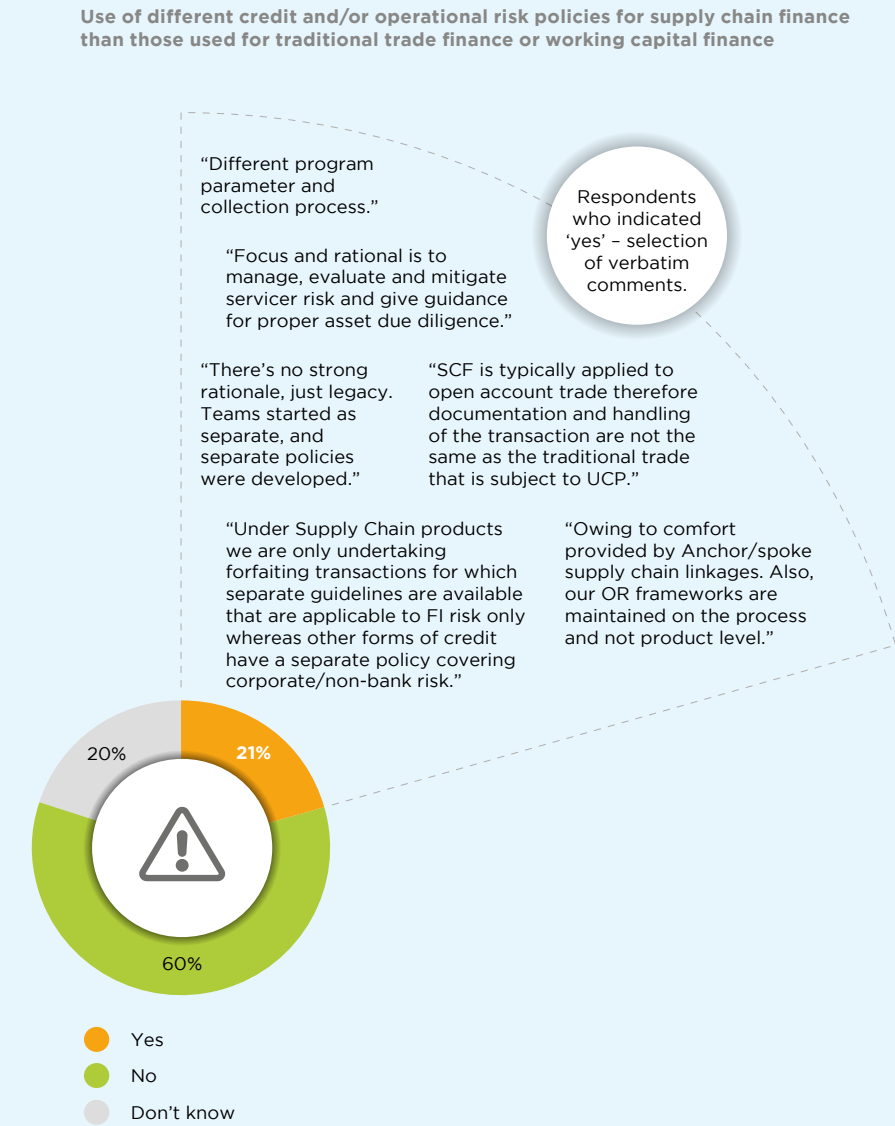 Use of different credit and/or operational risk policies for supply chain finance
than those used for traditional trade finance or working capital finance
“Different program
parameter and
collection process.”
Respondents
who indicated
‘yes’ – selection
of verbatim
comments.
“Focus and rational is to
manage, evaluate and mitigate
servicer risk and give guidance
for proper asset due diligence.”
“There’s no strong
rationale, just legacy.
Teams started as
separate, and
separate policies
were developed.”
“SCF is typically applied to
open account trade therefore
documentation and handling
of the transaction are not the
same as the traditional trade
that is subject to UCP.”
“Under Supply Chain products
we are only undertaking
forfaiting transactions for which
separate guidelines are available
that are applicable to FI risk only
whereas other forms of credit
have a separate policy covering
corporate/non-bank risk.”
“Owing to comfort
provided by Anchor/spoke
supply chain linkages. Also,
our OR frameworks are
maintained on the process
and not product level.”
20%
21%
60%
Yes
No
Don’t know